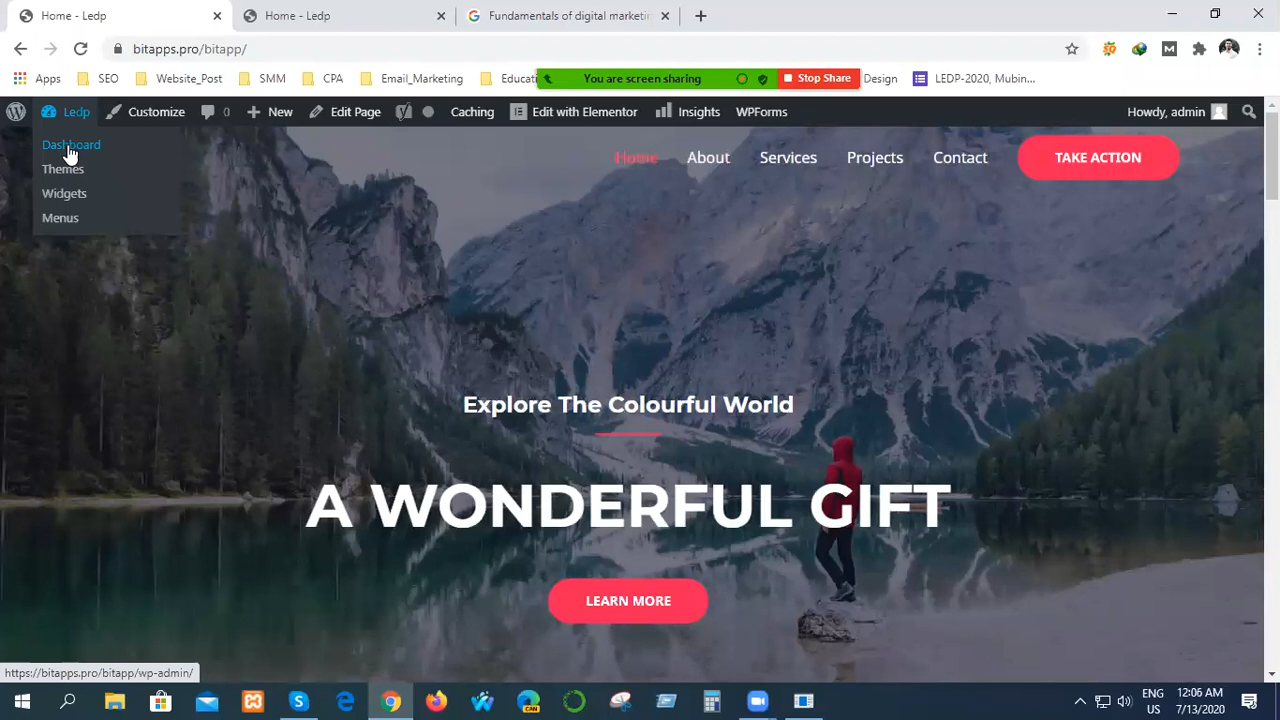 Home - Ledp
Home - Ledp
Fundamentals of digital marketin
bitapps.pro/bitapp/
Apps
SEO
Website_Post
SMM
CPA
Email_Marketing
Educati
You are screen sharing
Stop Share
Design
LEDP-2020, Mubin...
Ledp
Customize
0
New
Edit Page
Caching
Edit with Elementor
Insights
WPForms
Howdy, admin
Dashboard
Themes
Widgets
Menus
Home
About
Services
Projects
Contact
TAKE ACTION
Explore The Colourful World
A WONDERFUL GIFT
LEARN MORE
https://bitapps.pro/bitapp/wp-admin/
CAN
ENG
US
12:06 AM
7/13/2020